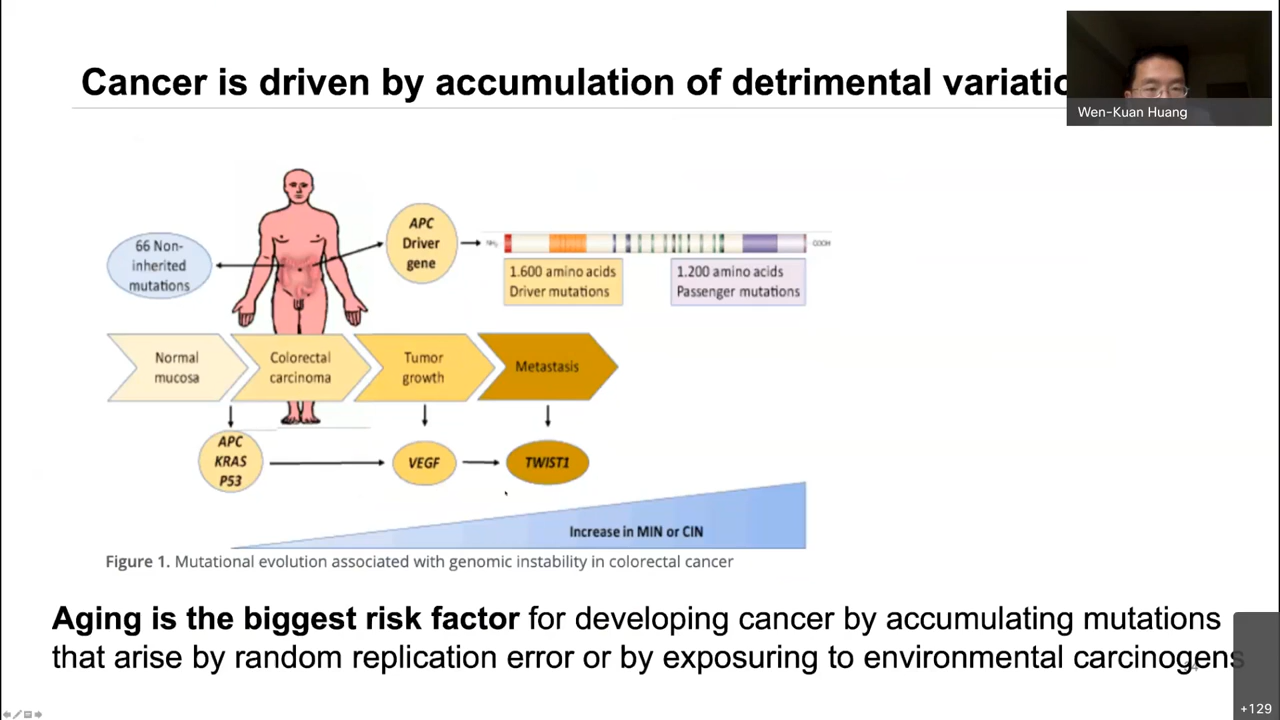 Cancer is driven by accumulation of detrimental variatio
Wen-Kuan Huang
66 Non-
inherited
mutations
APC
Driver
gene
NH₂
COOH
1.600 amino acids
Driver mutations
1.200 amino acids
Passenger mutations
Normal
mucosa
Colorectal
carcinoma
Tumor
growth
Metastasis
APC
KRAS
P53
VEGF
TWIST1
Increase in MIN or CIN
Figure 1. Mutational evolution associated with genomic instability in colorectal cancer
Aging is the biggest risk factor for developing cancer by accumulating mutations
that arise by random replication error or by exposuring to environmental carcinogens
+129